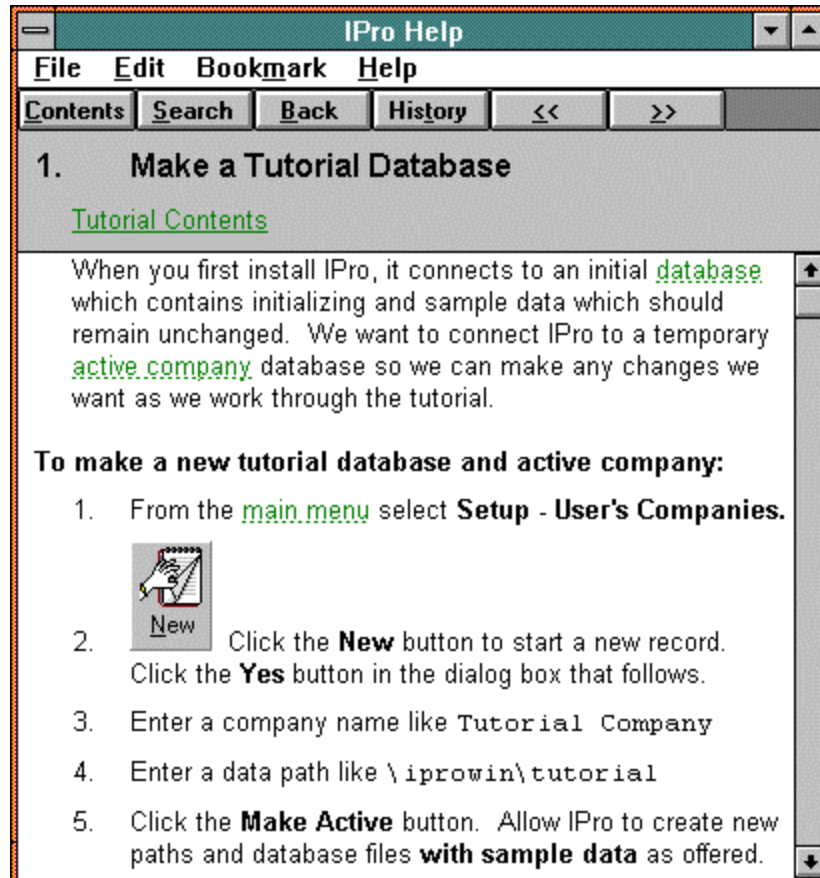 IPro Help
File Edit Bookmark Help
Contents Search Back History << >>
1. Make a Tutorial Database
Tutorial Contents
When you first install IPro, it connects to an initial database
which contains initializing and sample data which should
remain unchanged. We want to connect IPro to a temporary
active company database so we can make any changes we
want as we work through the tutorial.
To make a new tutorial database and active company:
1. From the main menu select Setup - User's Companies.
New
2. Click the New button to start a new record.
Click the Yes button in the dialog box that follows.
3. Enter a company name like Tutorial Company
4. Enter a data path like \iprowin\tutorial
5. Click the Make Active button. Allow IPro to create new
paths and database files with sample data as offered.